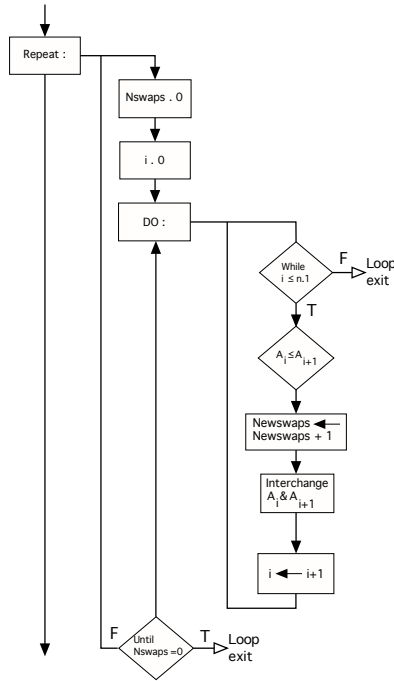 Repeat :
Nswaps . 0
i . 0
DO :
While
i ≤ n.1
F
Loop
exit
T
A_i ≤ A_i+1
Newswaps ←
Newswaps + 1
Interchange
A_i & A_i+1
i ← i+1
F
Until
Nswaps =0
T
Loop
exit